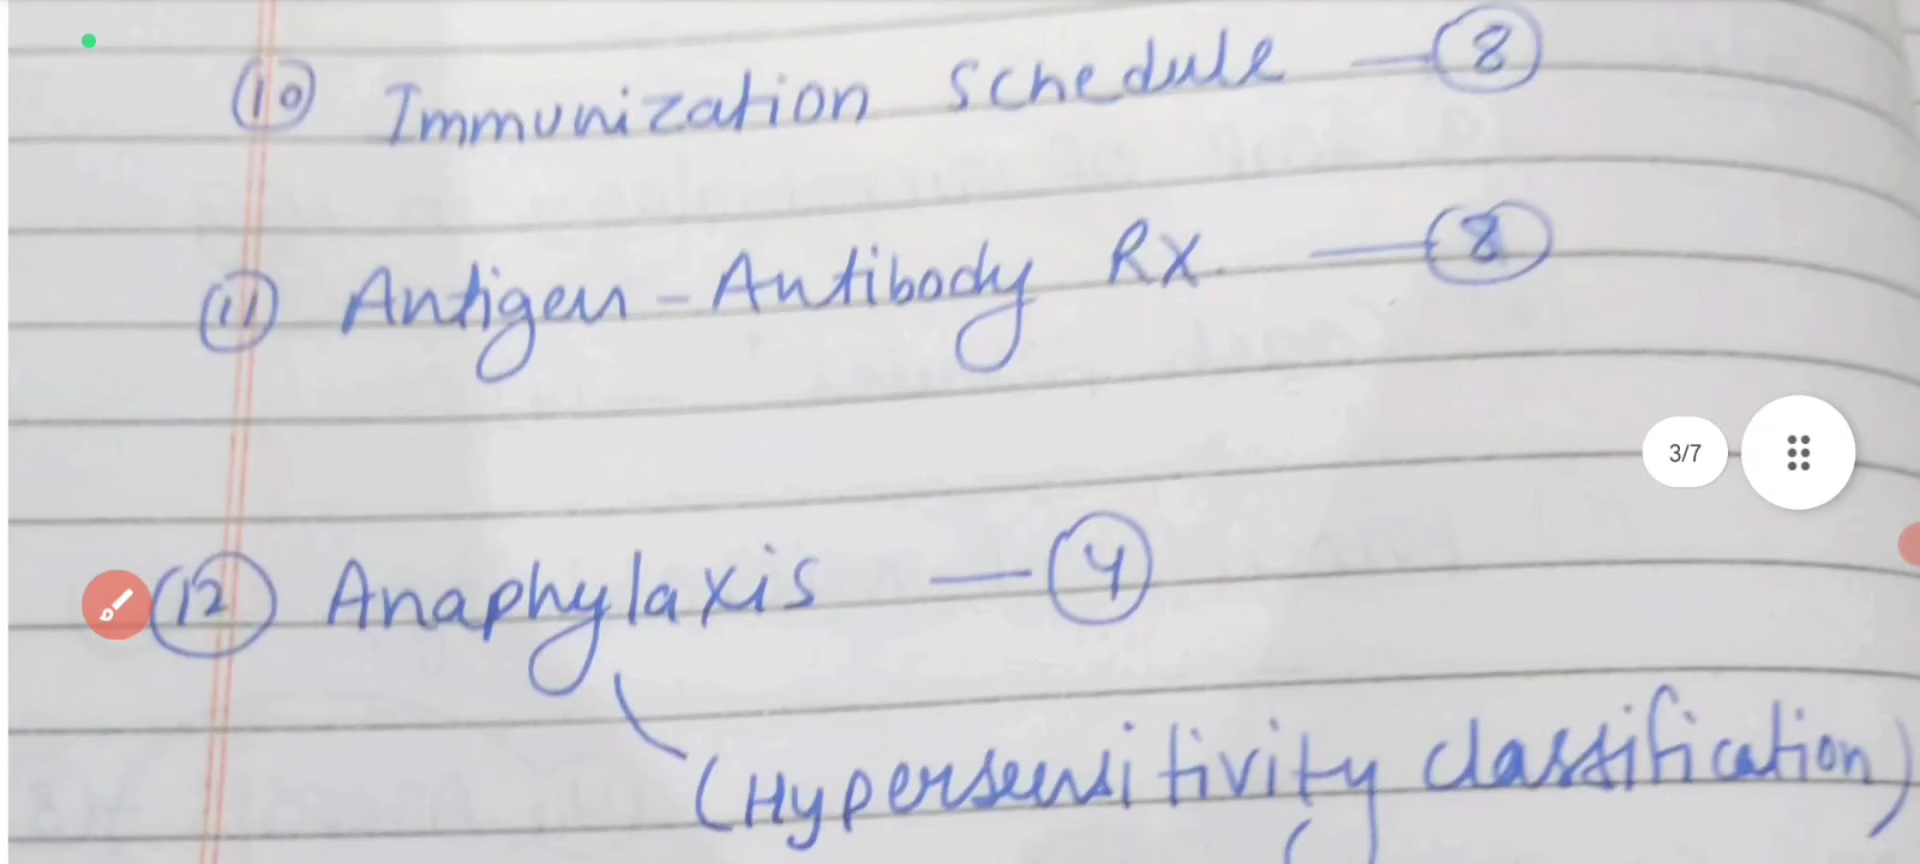 10 Immunization Schedule — 8
11 Antigen - Antibody RX. — 8
3/7
12 Anaphylaxis — 4
(Hypersensitivity classification)